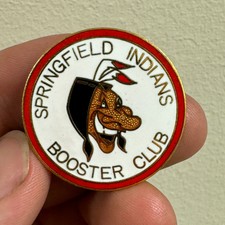 SPRINGFIELD INDIANS
BOOSTER CLUB